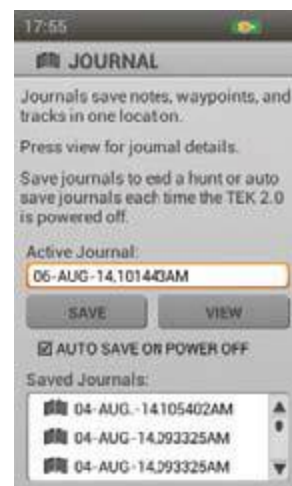 17:55
JOURNAL
Journals save notes, waypoints, and
tracks in one location.
Press view for journal details.
Save journals to end a hunt or auto
save journals each time the TEK 2.0
is powered off.
Active Journal:
06-AUG-14,101443AM
SAVE VIEW
AUTO SAVE ON POWER OFF
Saved Journals:
04-AUG.-14105402AM
04-AUG-14,093325AM
04-AUG-14,093325AM